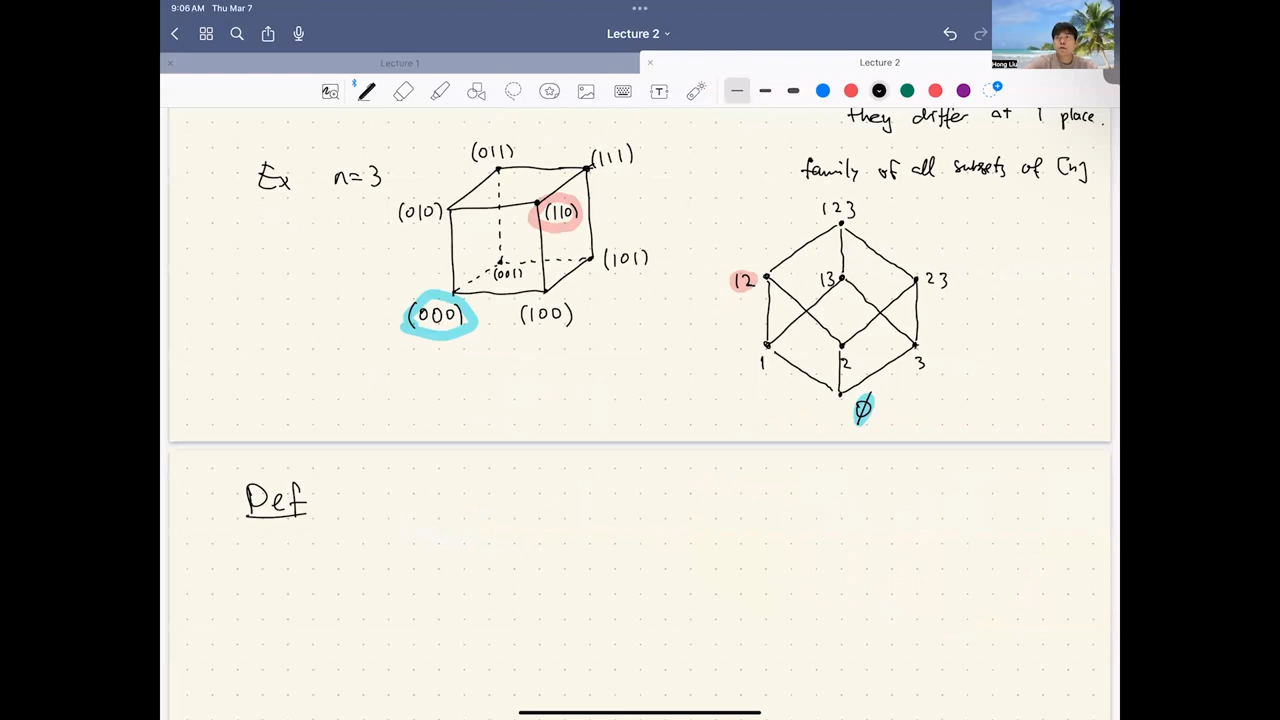 9:06 AM Thu Mar 7
Lecture 2
Lecture 1
Lecture 2
Hong Liu
they differ at 1 place.
family of all subsets of [n]
Ex n=3
(011)
(111)
(010)
(110)
(001)
(101)
(000)
(100)
123
12
13
23
1
2
3
∅
Def